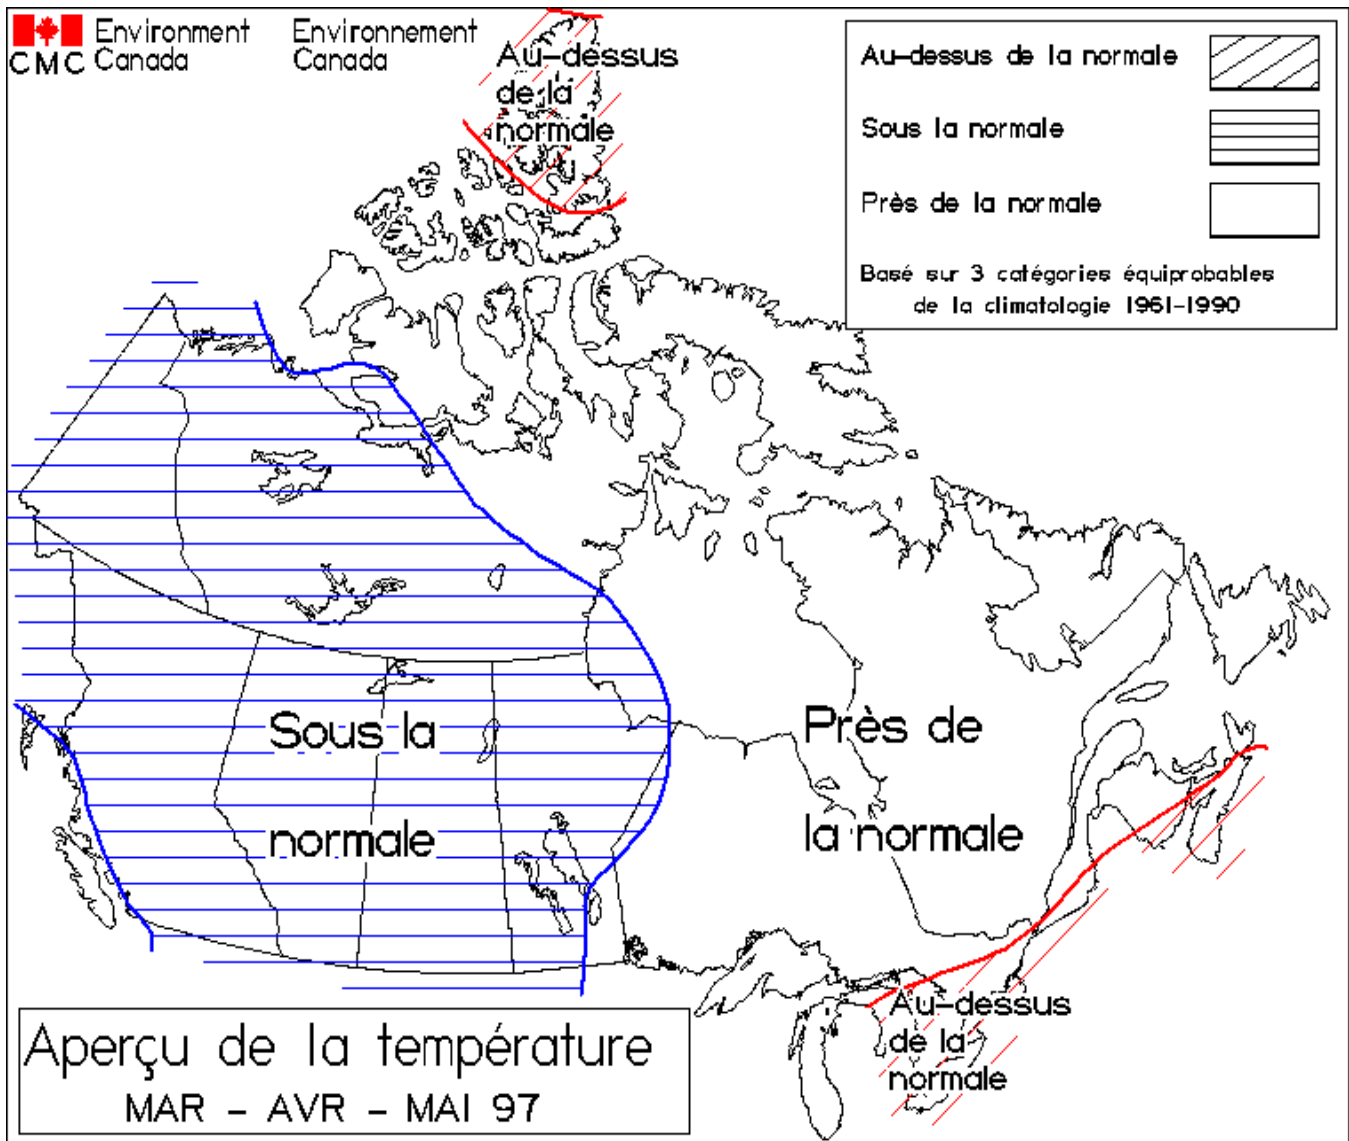 Environment Environnement
CMC Canada Canada
Au-dessus
de la
normale
Au-dessus de la normale
Sous la normale
Près de la normale
Basé sur 3 catégories équiprobables
de la climatologie 1961-1990
Sous la
normale
Près de
la normale
Au-dessus
de la
normale
Aperçu de la température
MAR - AVR - MAI 97